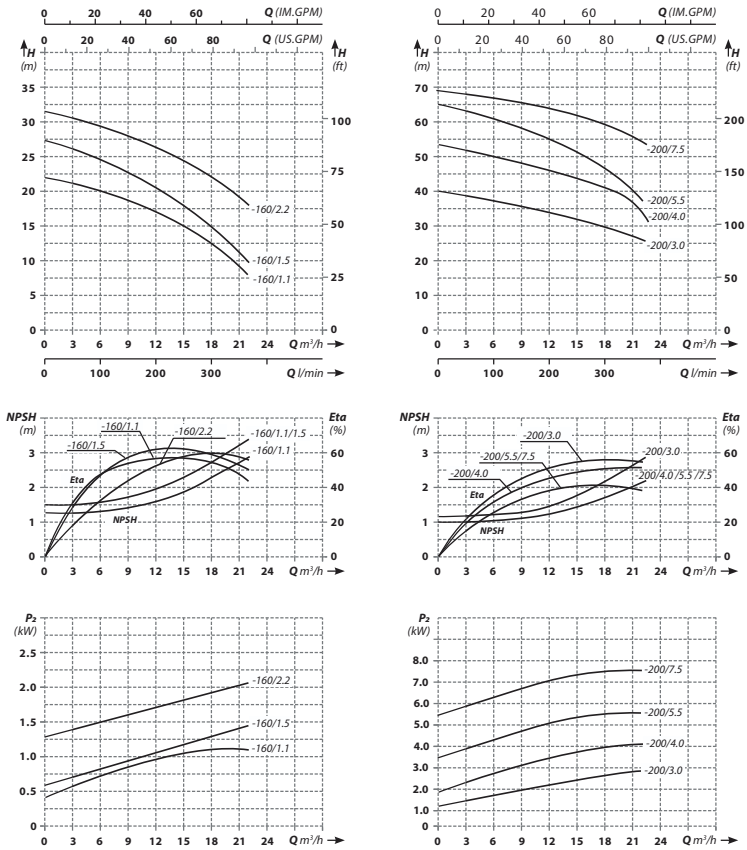 0 20 40 60 Q (IM.GPM)
0 20 40 60 80 Q (US.GPM)
H (m) H (ft)
35
30 100
25
75
20
-160/2.2
15 50
10 -160/1.5
-160/1.1
25
5
0 0
0 3 6 9 12 15 18 21 24 Q m³/h
0 100 200 300 Q l/min
0 20 40 60 Q (IM.GPM)
0 20 40 60 80 Q (US.GPM)
H (m) H (ft)
70
60 200
-200/7.5
50 150
40
-200/5.5
-200/4.0
30 100
-200/3.0
20
50
10
0 0
0 3 6 9 12 15 18 21 24 Q m³/h
0 100 200 300 Q l/min
NPSH (m) Eta (%)
-160/1.1 -160/2.2 -160/1.1/1.5
-160/1.5 -160/1.1
3 60
Eta
2 40
NPSH
1 20
0 0
0 3 6 9 12 15 18 21 24 Q m³/h
NPSH (m) Eta (%)
-200/3.0
-200/5.5/7.5 -200/3.0
3 60
-200/4.0 -200/4.0 /5.5 /7.5
Eta
2 40
NPSH
1 20
0 0
0 3 6 9 12 15 18 21 24 Q m³/h
P₂
(kW)
2.5
2.0 -160/2.2
1.5
-160/1.5
1.0 -160/1.1
0.5
0
0 3 6 9 12 15 18 21 24 Q m³/h
P₂
(kW)
8.0
7.0 -200/7.5
6.0
5.0 -200/5.5
4.0 -200/4.0
3.0
-200/3.0
2.0
1.0
0
0 3 6 9 12 15 18 21 24 Q m³/h